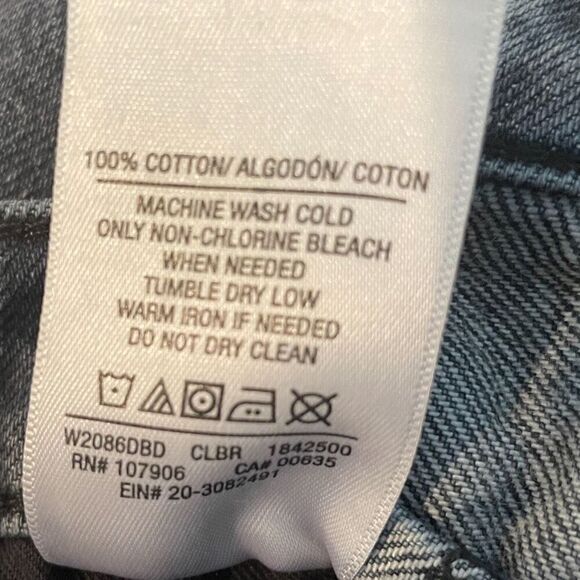 100% COTTON/ ALGODÓN/ COTON
MACHINE WASH COLD
ONLY NON-CHLORINE BLEACH
WHEN NEEDED
TUMBLE DRY LOW
WARM IRON IF NEEDED
DO NOT DRY CLEAN
W2086DBD CLBR 1842500
RN# 107906 CA# 00635
EIN# 20-3082491